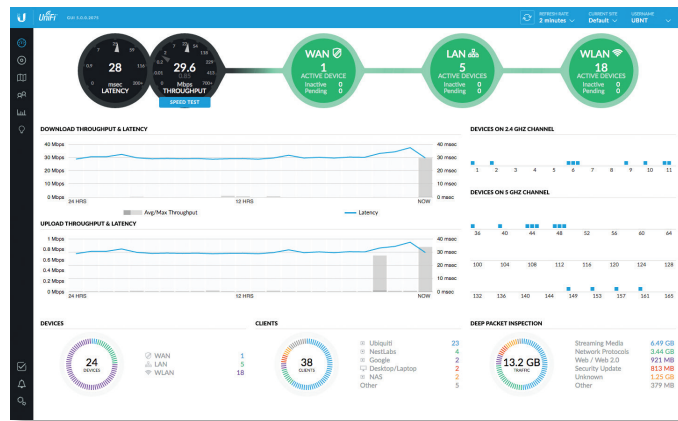 U UniFi CLK 5.0.0.5073 REFRESH RATE 2 minutes CURRENT SITE Default USERNAME UBNT
28
msec
LATENCY
29.6
0.85
Mbps
THROUGHPUT
SPEED TEST
WAN
1
ACTIVE DEVICE
Inactive 0
Pending 0
LAN
5
ACTIVE DEVICES
Inactive 0
Pending 0
WLAN
18
ACTIVE DEVICES
Inactive 0
Pending 0
DOWNLOAD THROUGHPUT & LATENCY
40 Mbps 40 msec
30 Mbps 30 msec
20 Mbps 20 msec
10 Mbps 10 msec
0 Mbps 0 msec
24 HRS 12 HRS NOW
Avg/Max Throughput Latency
UPLOAD THROUGHPUT & LATENCY
1 Mbps 40 msec
0.8 Mbps 30 msec
0.6 Mbps
0.4 Mbps 20 msec
0.2 Mbps 10 msec
0 Mbps 0 msec
24 HRS 12 HRS NOW
DEVICES ON 2.4 GHZ CHANNEL
1 2 3 4 5 6 7 8 9 10 11
DEVICES ON 5 GHZ CHANNEL
36 40 44 48 52 56 60 64
100 104 108 112 116 120 124 128
132 136 140 144 149 153 157 161 165
DEVICES
24
DEVICES
WAN 1
LAN 5
WLAN 18
CLIENTS
38
CLIENTS
Ubiquiti 23
NestLabs 4
Google 2
Desktop/Laptop 2
NAS 2
Other 5
DEEP PACKET INSPECTION
13.2 GB
TRAFFIC
Streaming Media 6.49 GB
Network Protocols 3.44 GB
Web / Web 2.0 921 MB
Security Update 813 MB
Unknown 1.25 GB
Other 379 MB